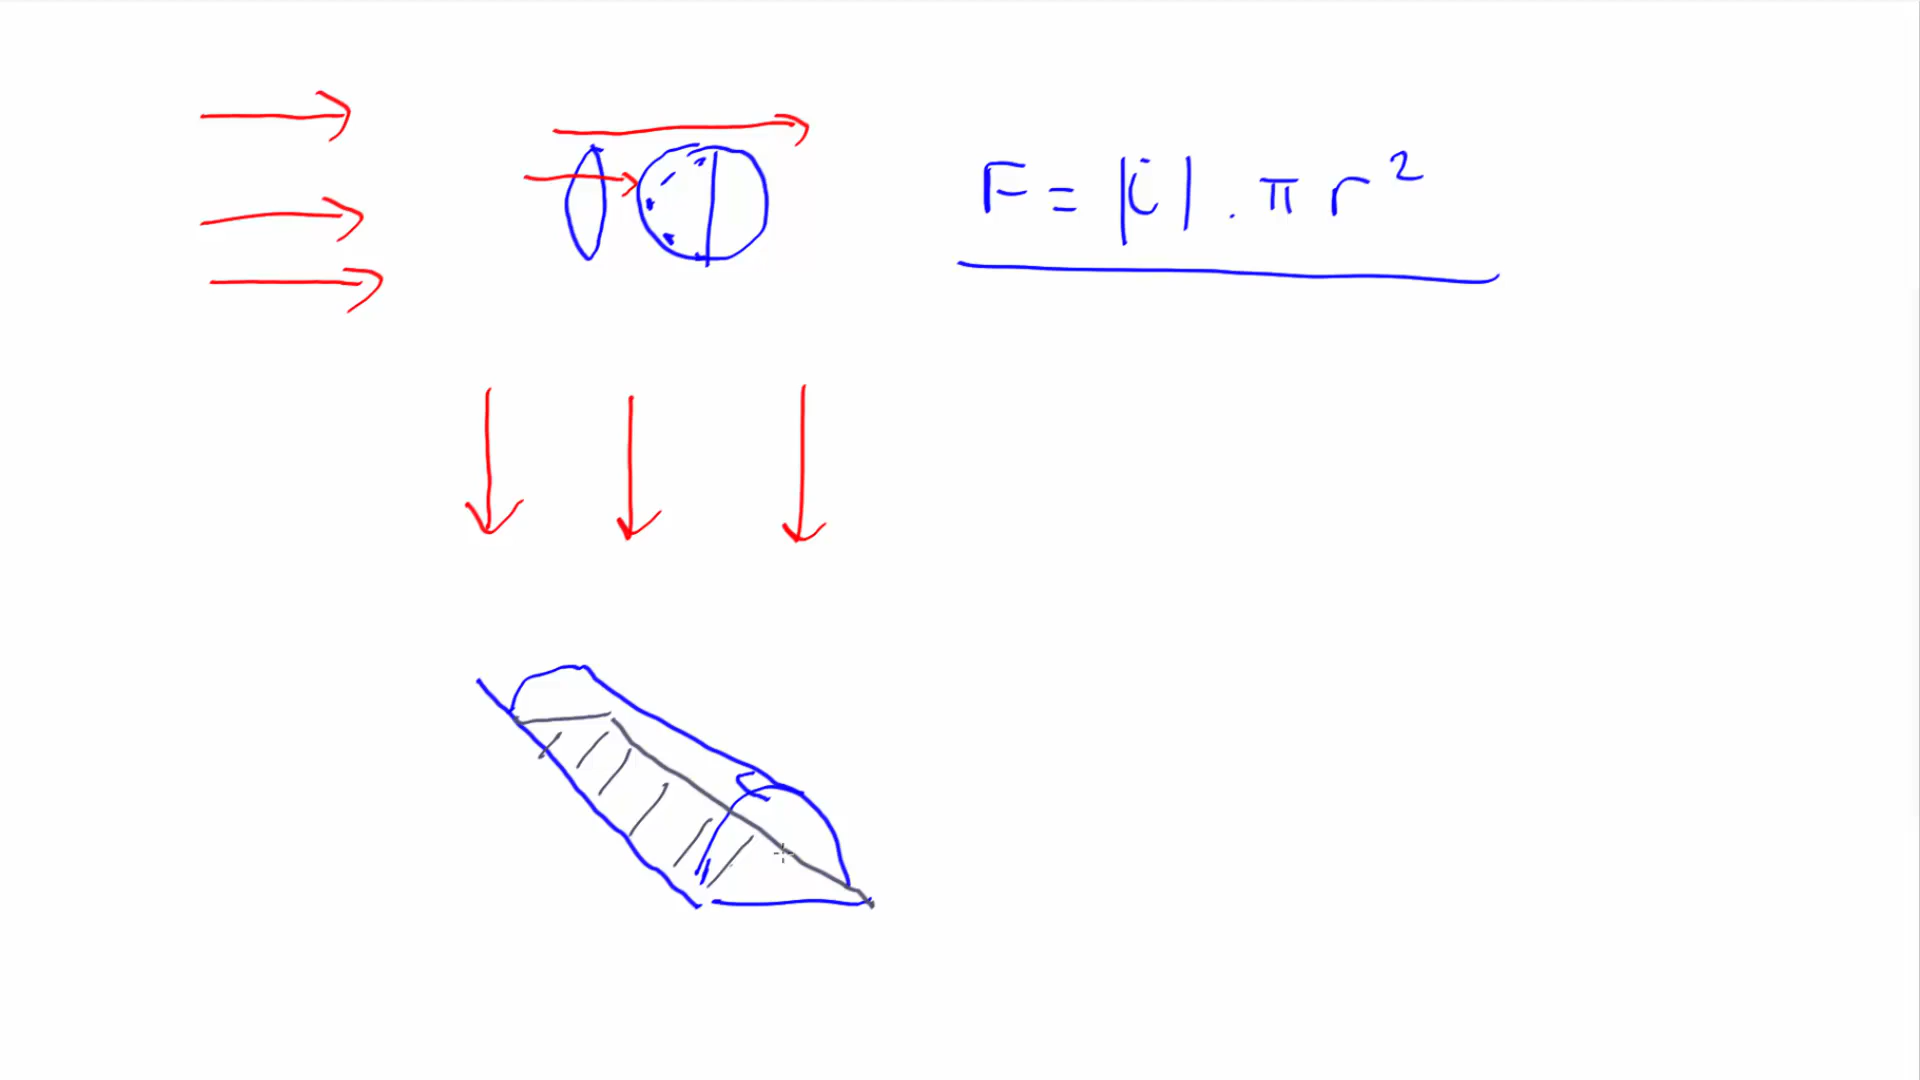 F = |i| . π r²